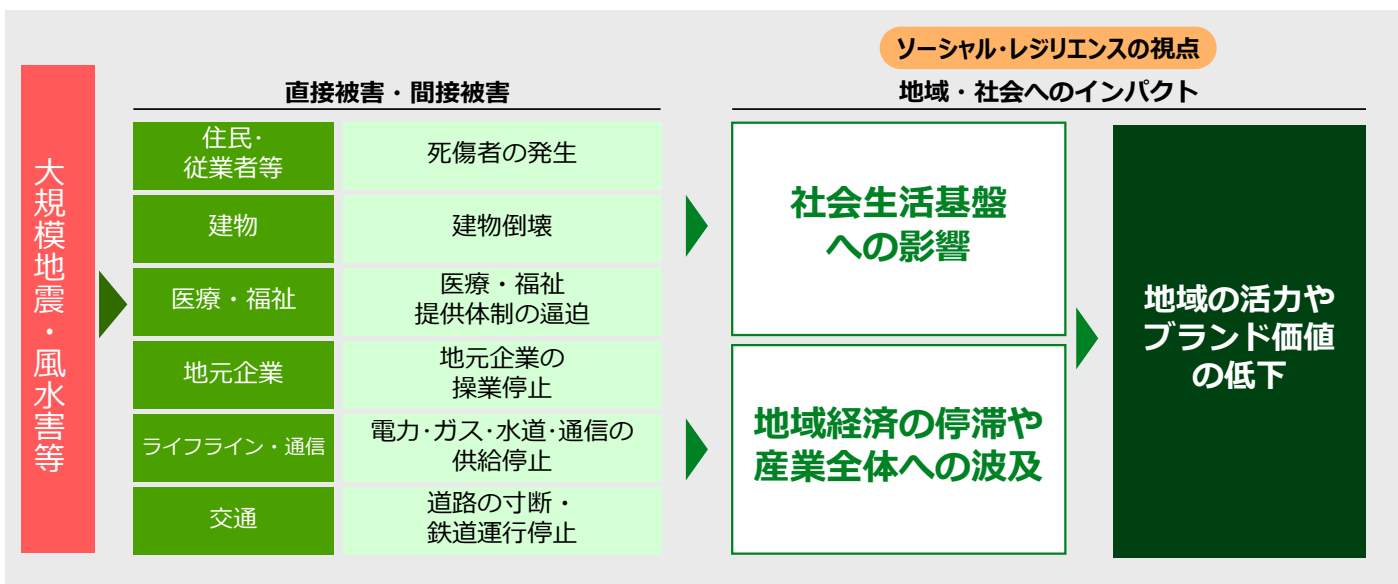 ソーシャル・レジリエンスの視点
直接被害・間接被害
地域・社会へのインパクト
大規模地震・風水害等
住民･
従業者等
死傷者の発生
建物
建物倒壊
医療・福祉
医療・福祉
提供体制の逼迫
地元企業
地元企業の
操業停止
ライフライン・通信
電力･ガス･水道･通信の
供給停止
交通
道路の寸断・
鉄道運行停止
社会生活基盤
への影響
地域経済の停滞や
産業全体への波及
地域の活力や
ブランド価値
の低下